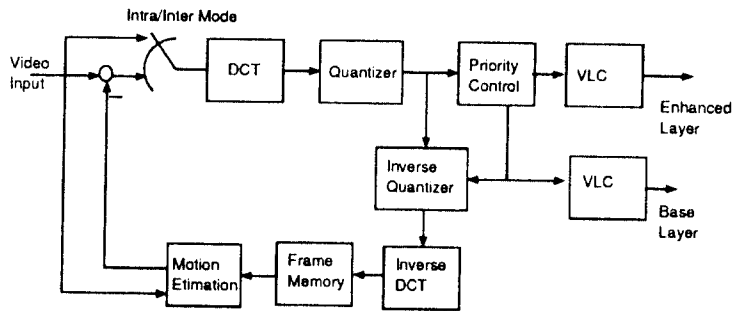 Intra/Inter Mode
Video
Input
DCT
Quantizer
Priority
Control
VLC
Enhanced
Layer
Inverse
Quantizer
VLC
Base
Layer
Motion
Etimation
Frame
Memory
Inverse
DCT